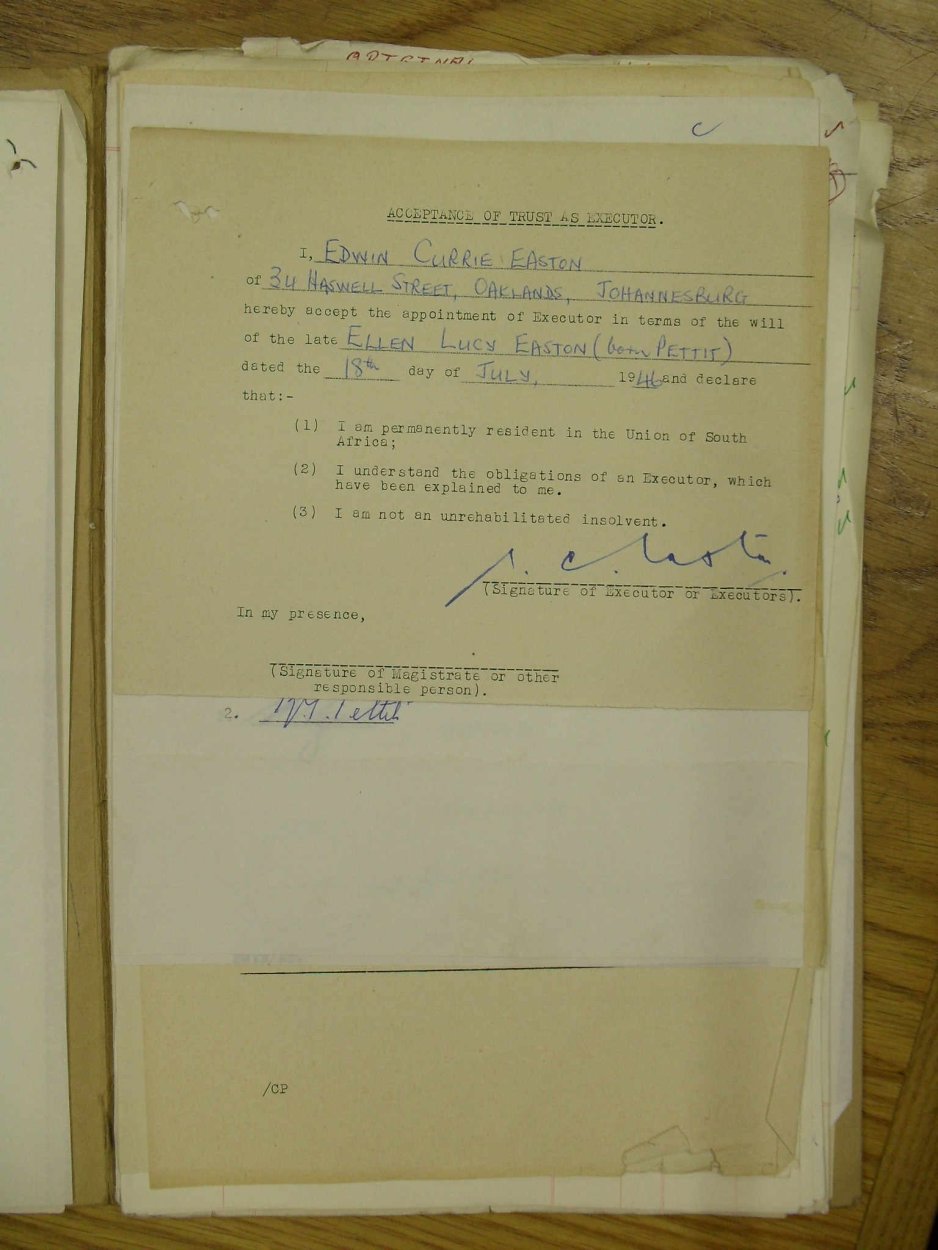 ORIGINAL
ACCEPTANCE OF TRUST AS EXECUTOR.
I, EDWIN CURRIE EASTON
of 34 HASWELL STREET, OAKLANDS, JOHANNESBURG
hereby accept the appointment of Executor in terms of the will
of the late ELLEN LUCY EASTON (born PETTIT)
dated the 18th day of JULY, 1946 and declare
that:-
(1) I am permanently resident in the Union of South
Africa;
(2) I understand the obligations of an Executor, which
have been explained to me.
(3) I am not an unrehabilitated insolvent.
(Signature of Executor or Executors).
In my presence,
(Signature of Magistrate or other
responsible person).
2. Pettit
/CP